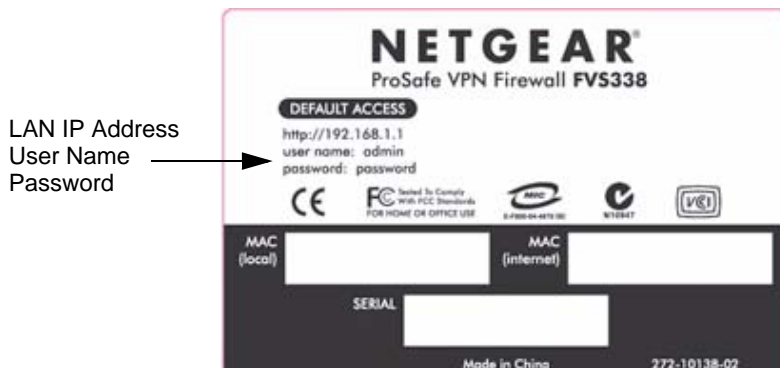 NETGEAR®
ProSafe VPN Firewall FVS338
DEFAULT ACCESS
http://192.168.1.1
user name: admin
password: password
LAN IP Address
User Name
Password
CE
FC Tested To Comply
With FCC Standards
FOR HOME OR OFFICE USE
N10947
VCI
MAC
(local)
MAC
(internet)
SERIAL
Made in China
272-10138-02